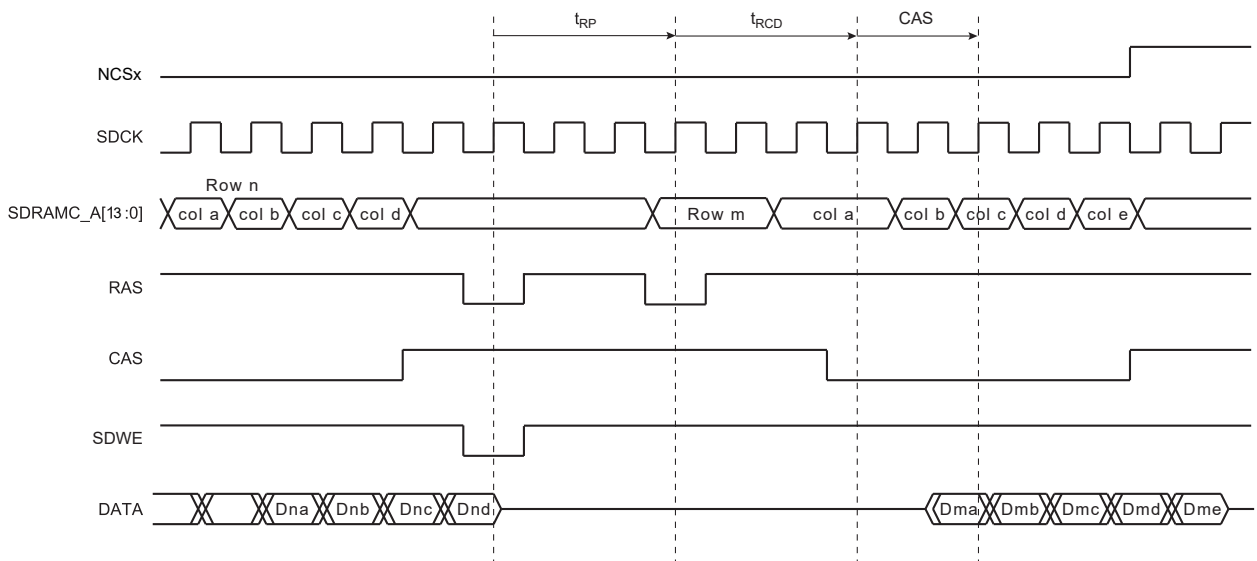 tRP tRCD CAS
NCSx
SDCK
Row n
SDRAMC_A[13:0] col a col b col c col d Row m col a col b col c col d col e
RAS
CAS
SDWE
DATA Dna Dnb Dnc Dnd Dma Dmb Dmc Dmd Dme